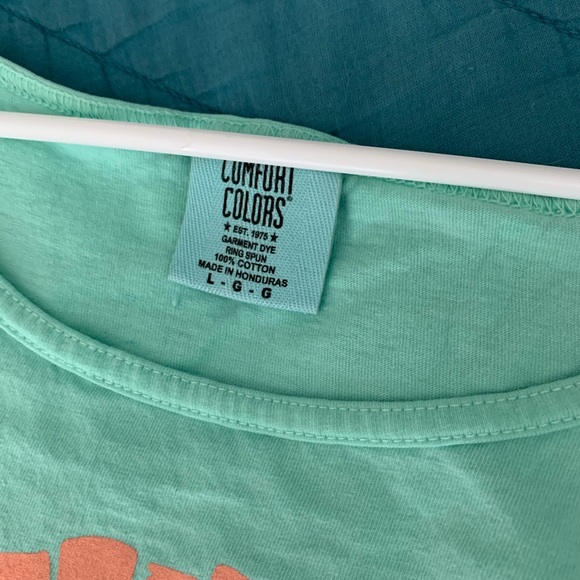 COMFORT
COLORS®
★ EST. 1975 ★
GARMENT DYE
RING SPUN
100% COTTON
MADE IN HONDURAS
L - G - G